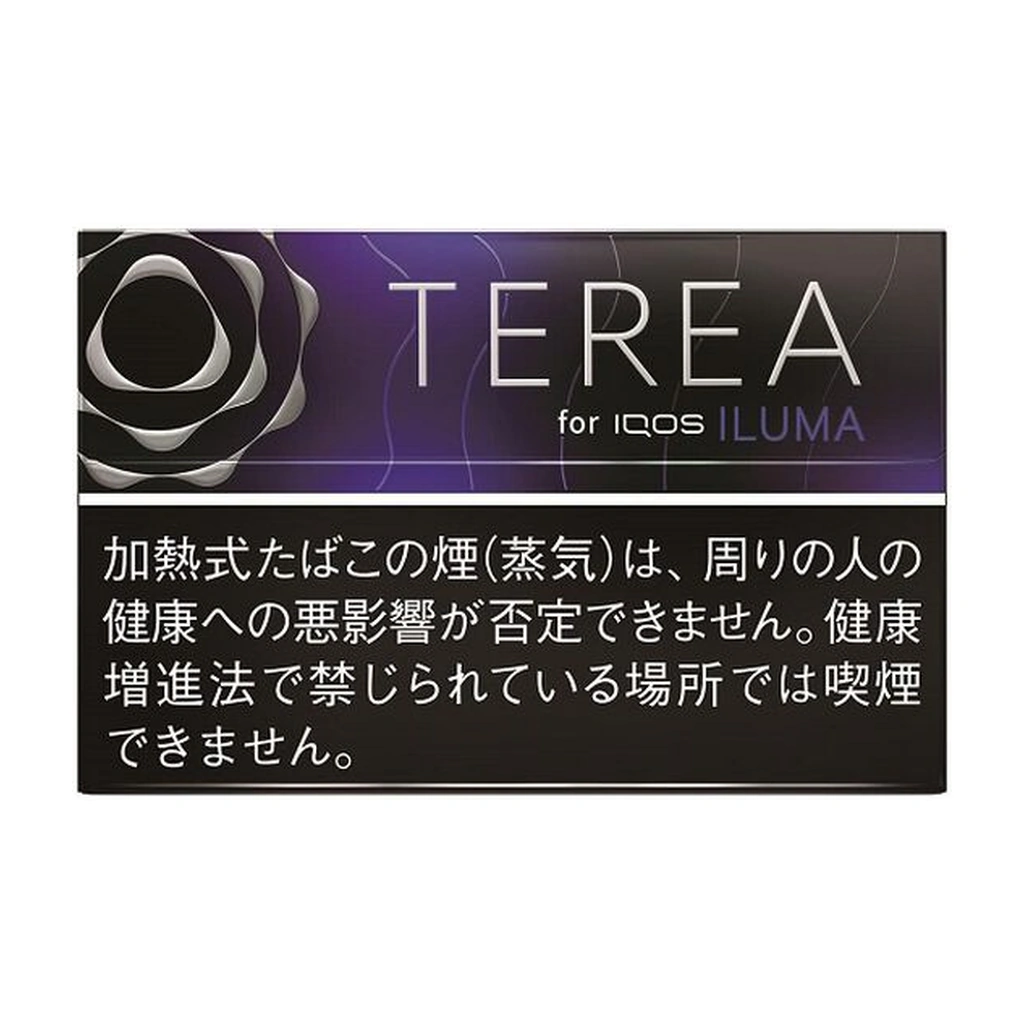 TEREA
for IQOS ILUMA
加熱式たばこの煙(蒸気)は、周りの人の
健康への悪影響が否定できません。健康
増進法で禁じられている場所では喫煙
できません。